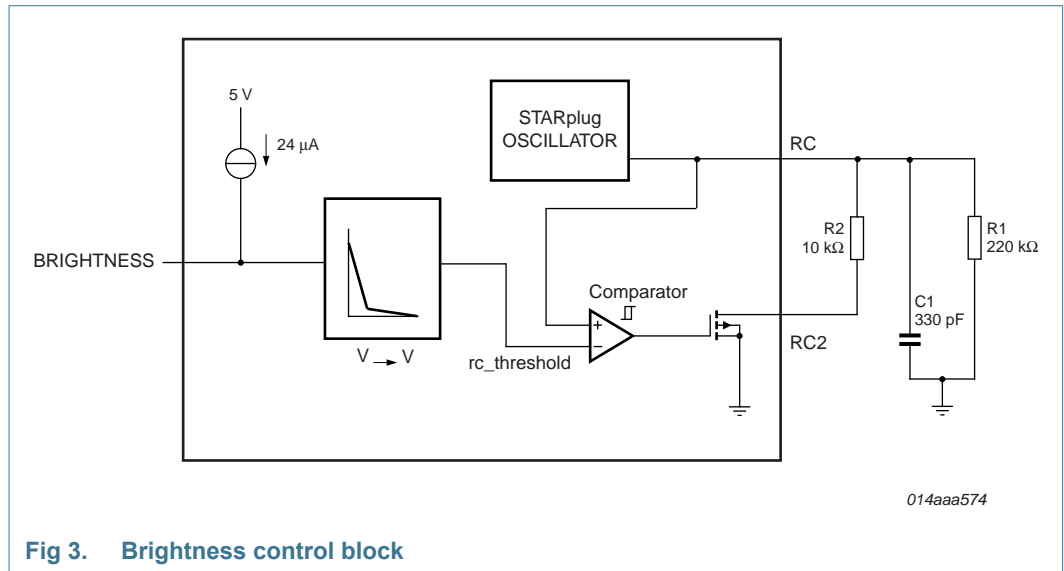 5 V
24 μA
STARplug
OSCILLATOR
RC
BRIGHTNESS
R2
10 kΩ
R1
220 kΩ
Comparator
C1
330 pF
V → V
rc_threshold
+
−
RC2
014aaa574
Fig 3. Brightness control block